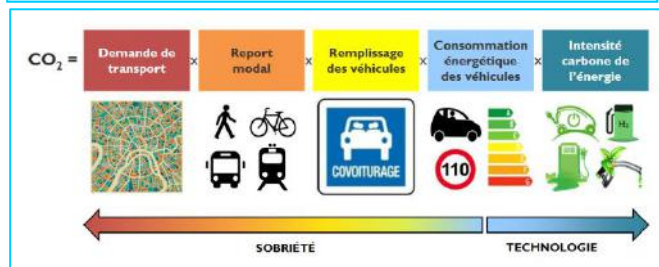 CO₂ = Demande de transport x Report modal x Remplissage des véhicules x Consommation énergétique des véhicules x Intensité carbone de l'énergie
H₂
COVOITURAGE
110
SOBRIÉTÉ TECHNOLOGIE